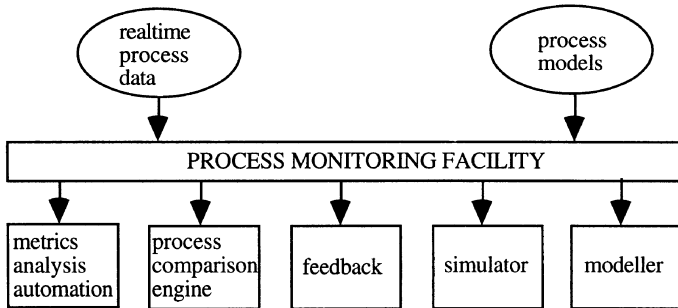 realtime
process
data
process
models
PROCESS MONITORING FACILITY
metrics
analysis
automation
process
comparison
engine
feedback
simulator
modeller